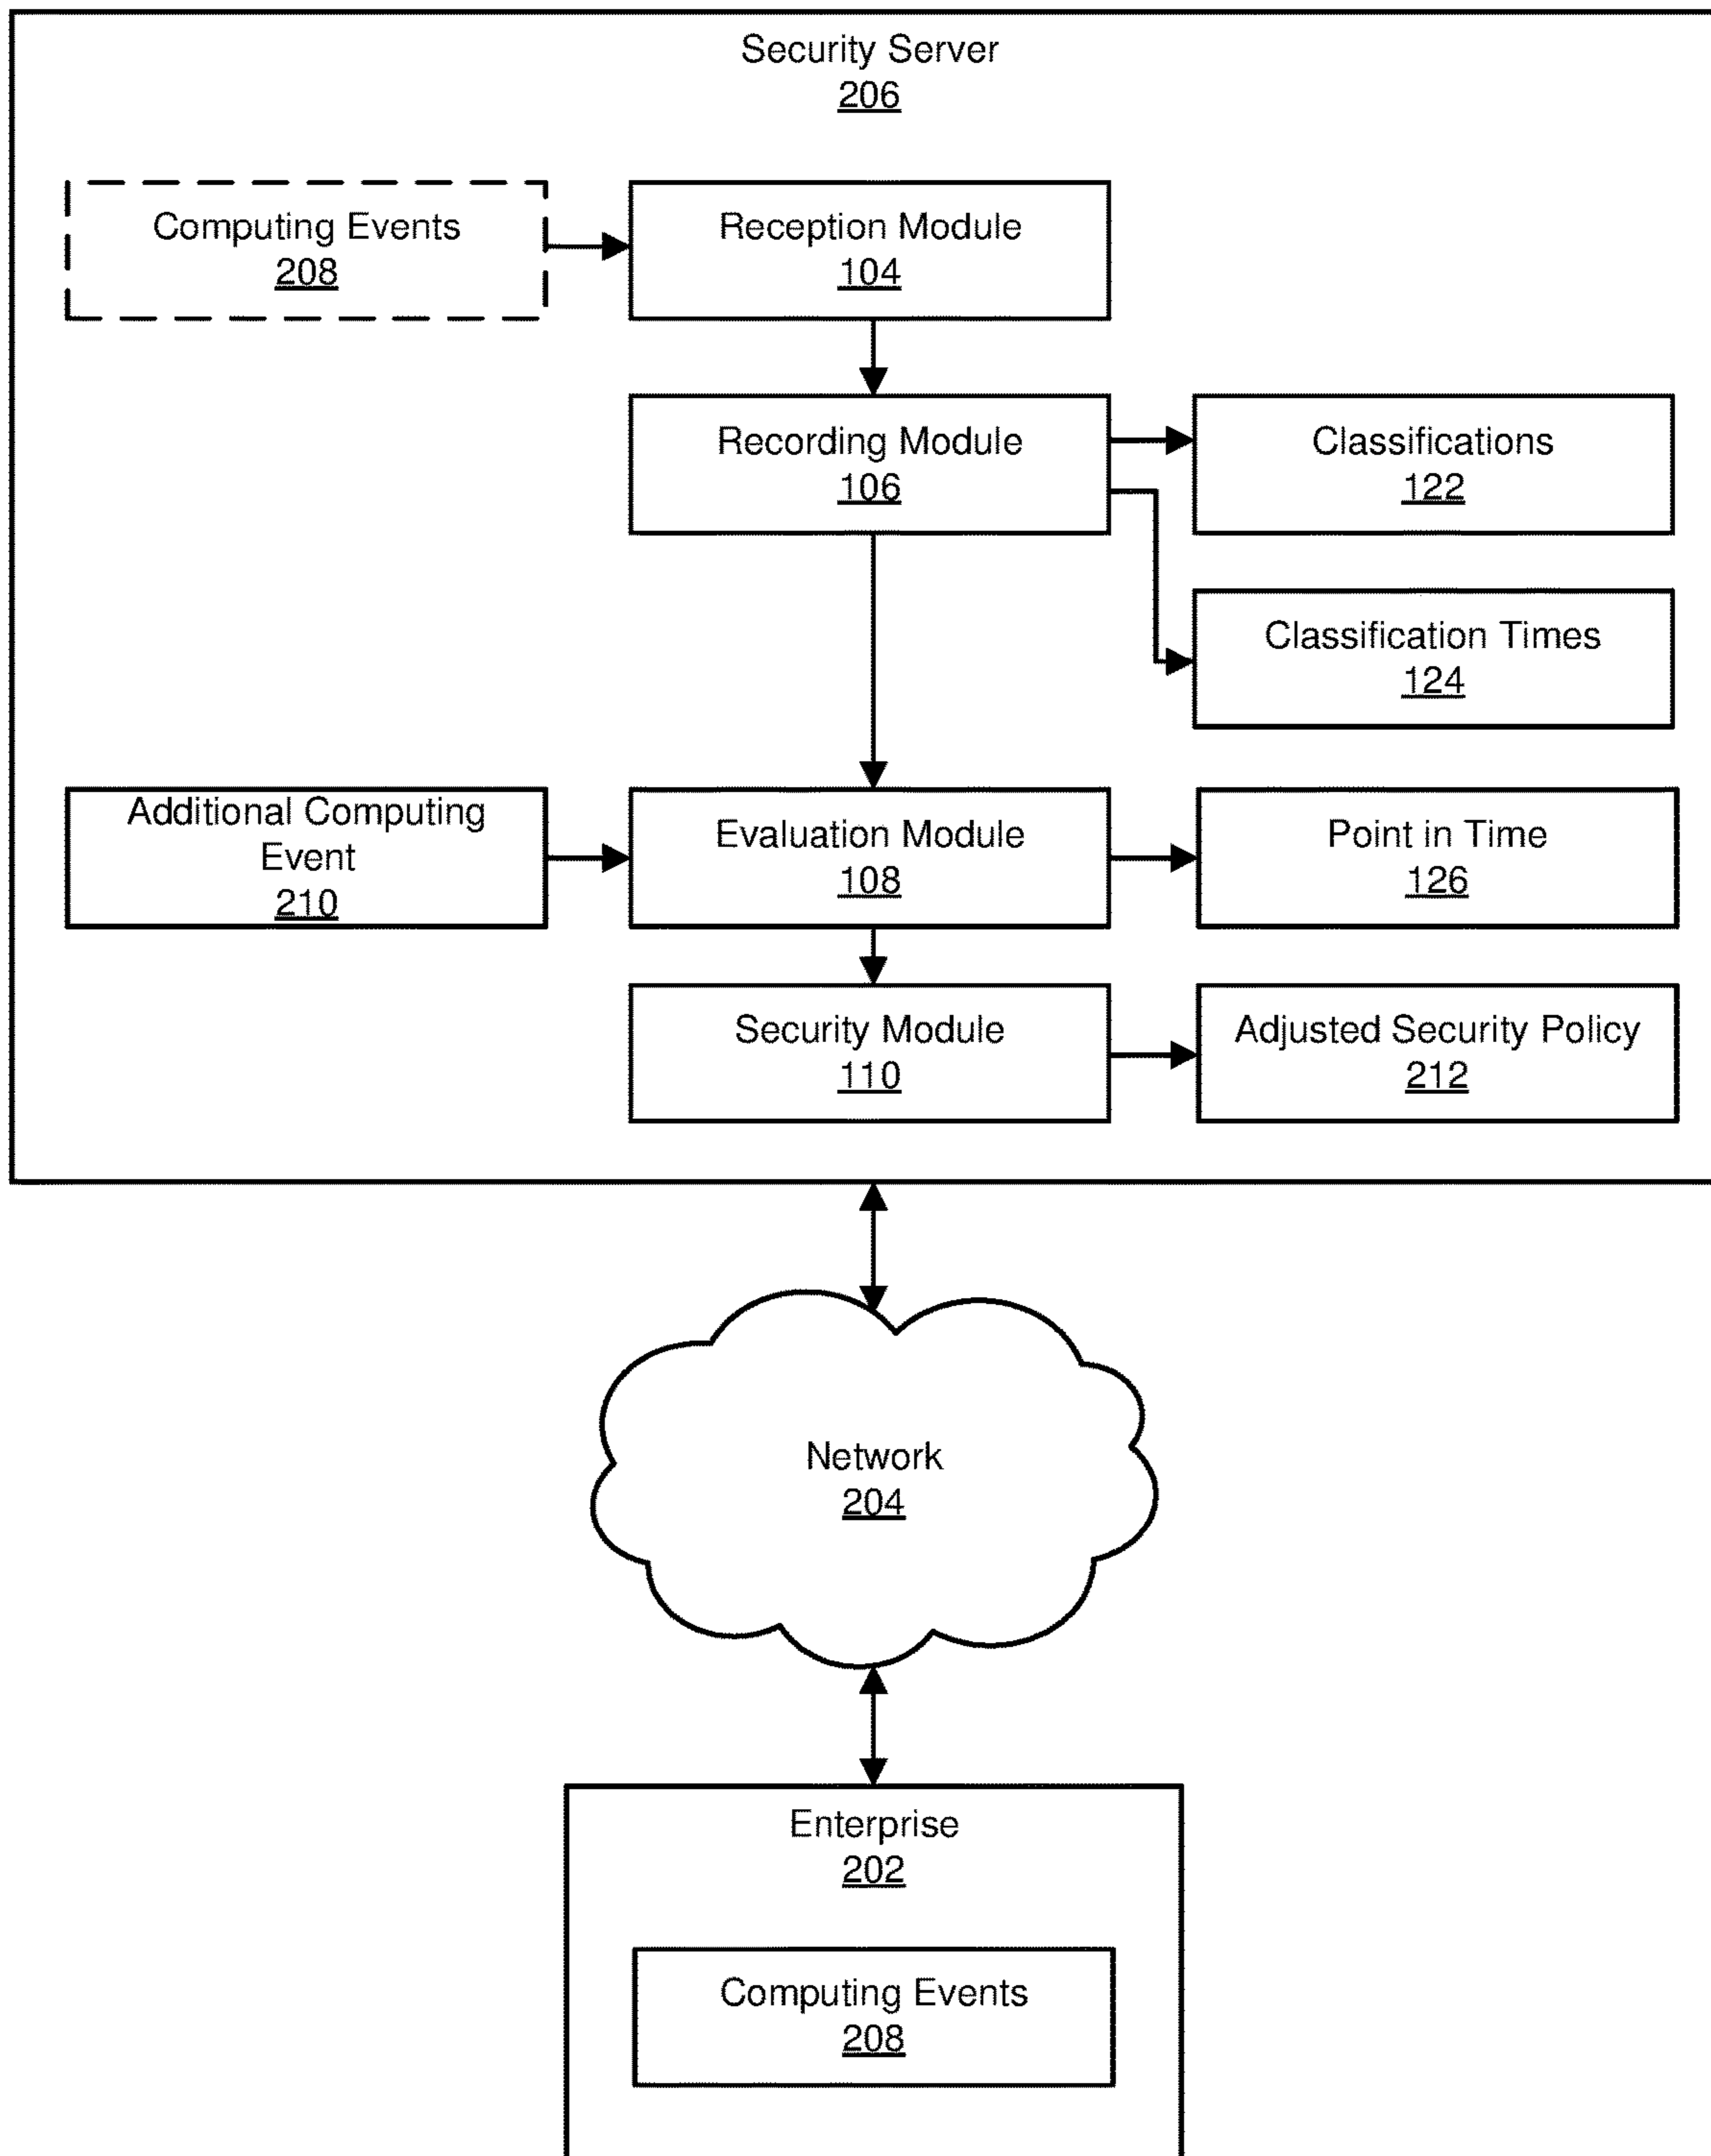 Security Server
206
Computing Events
208
Reception Module
104
Recording Module
106
Classifications
122
Classification Times
124
Additional Computing
Event
210
Evaluation Module
108
Point in Time
126
Security Module
110
Adjusted Security Policy
212
Network
204
Enterprise
202
Computing Events
208